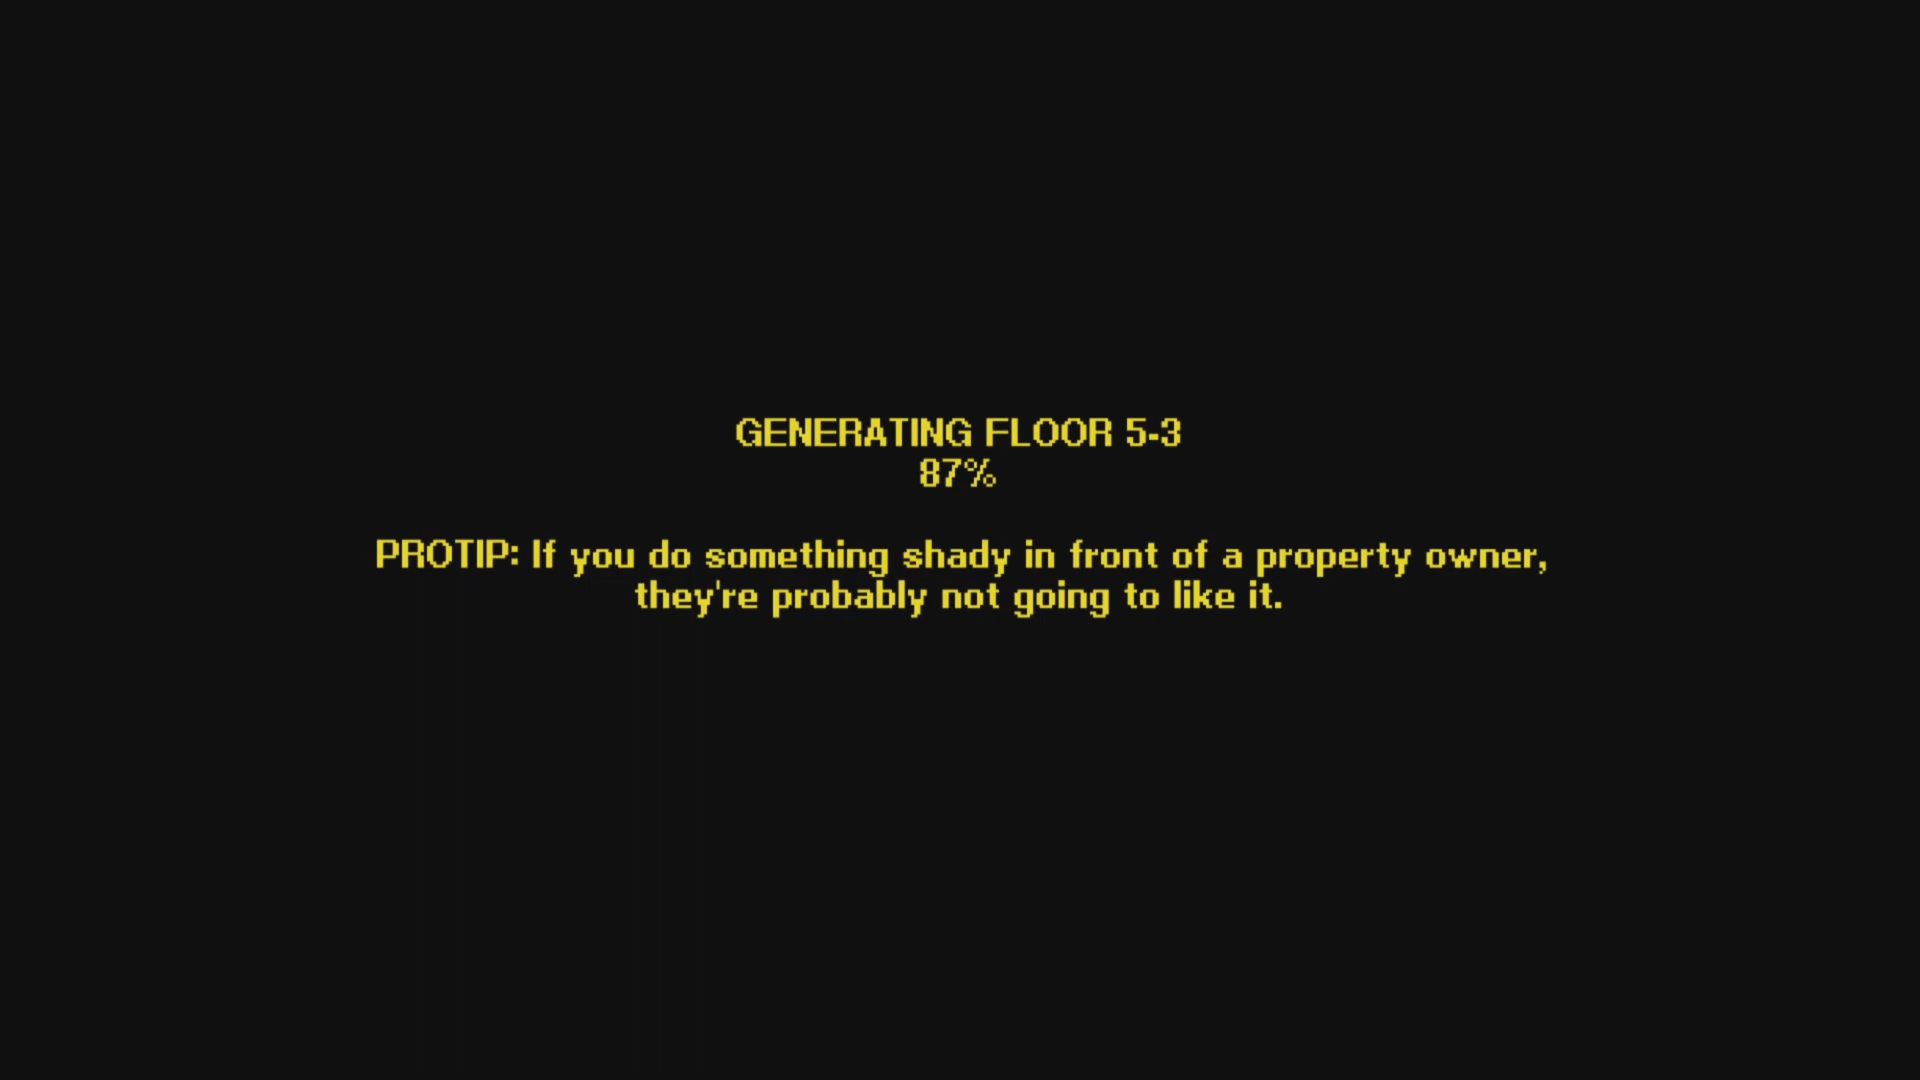 GENERATING FLOOR 5-3
87%
PROTIP: If you do something shady in front of a property owner,
they're probably not going to like it.